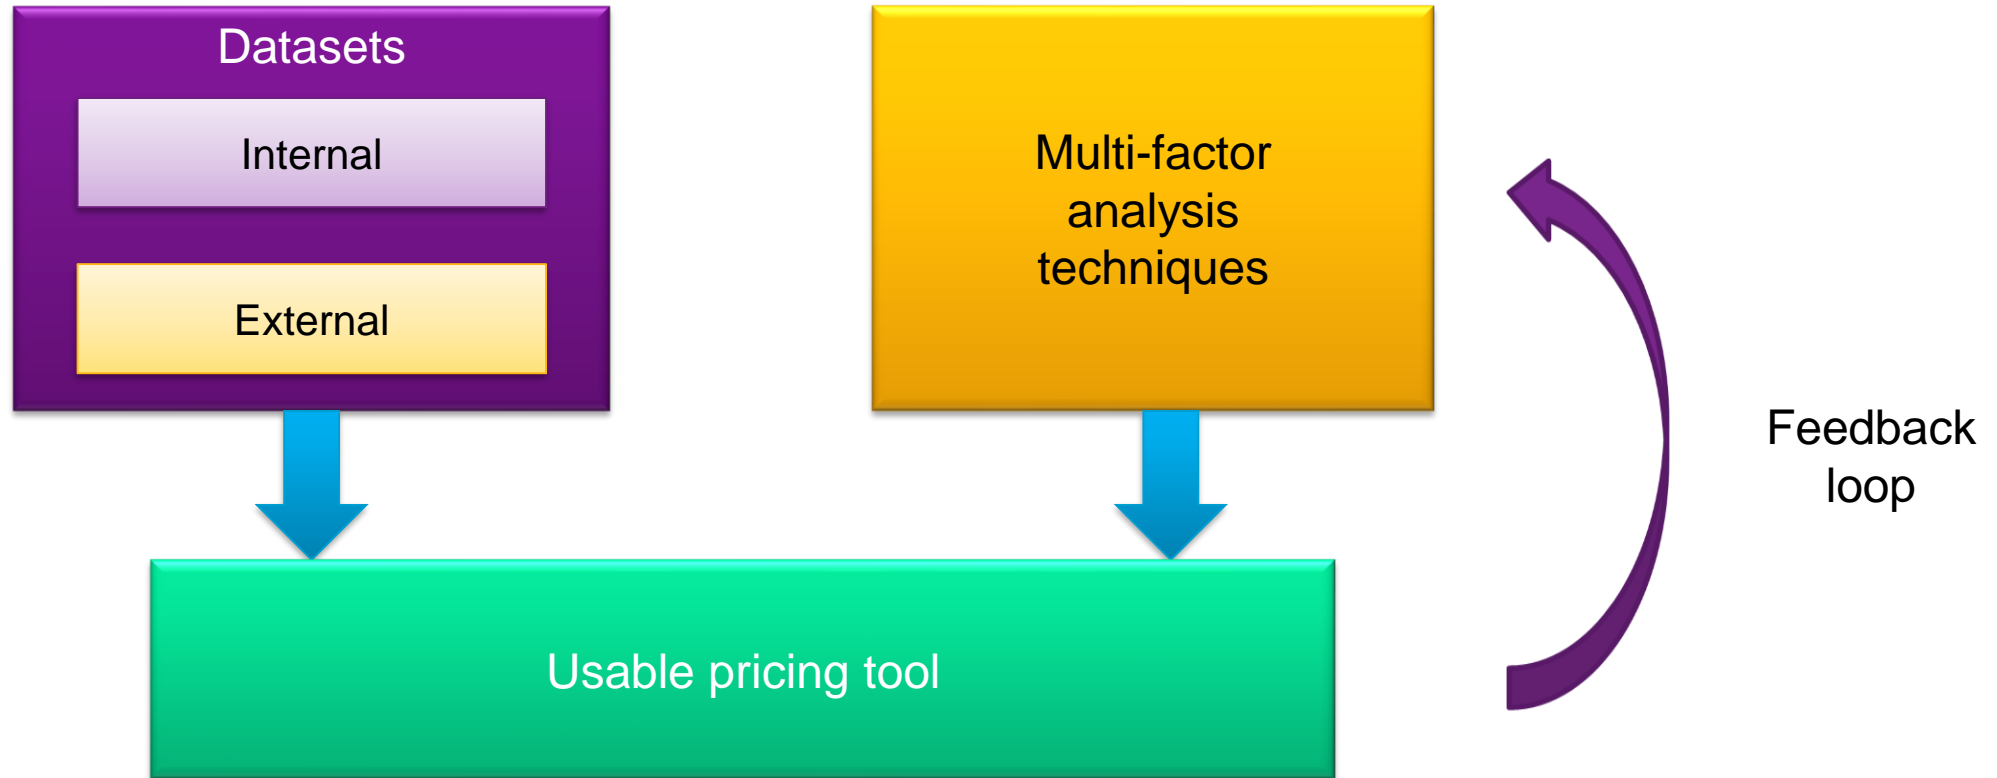 Datasets
Internal
External
Multi-factor
analysis
techniques
Feedback
loop
Usable pricing tool